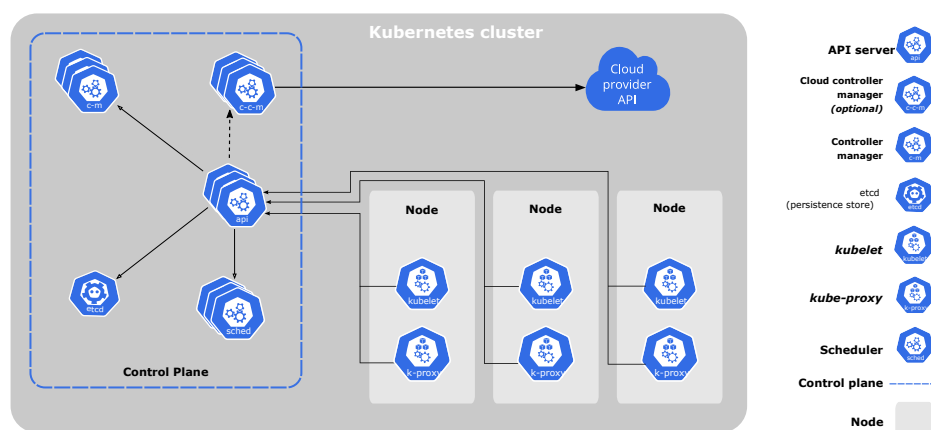 Kubernetes cluster
c-m
c-c-m
Cloud
provider
API
api
etcd
sched
Control Plane
Node
kubelet
k-proxy
Node
kubelet
k-proxy
Node
kubelet
k-proxy
API server
api
Cloud controller
manager
(optional)
c-c-m
Controller
manager
c-m
etcd
(persistence store)
etcd
kubelet
kubelet
kube-proxy
k-proxy
Scheduler
sched
Control plane
Node